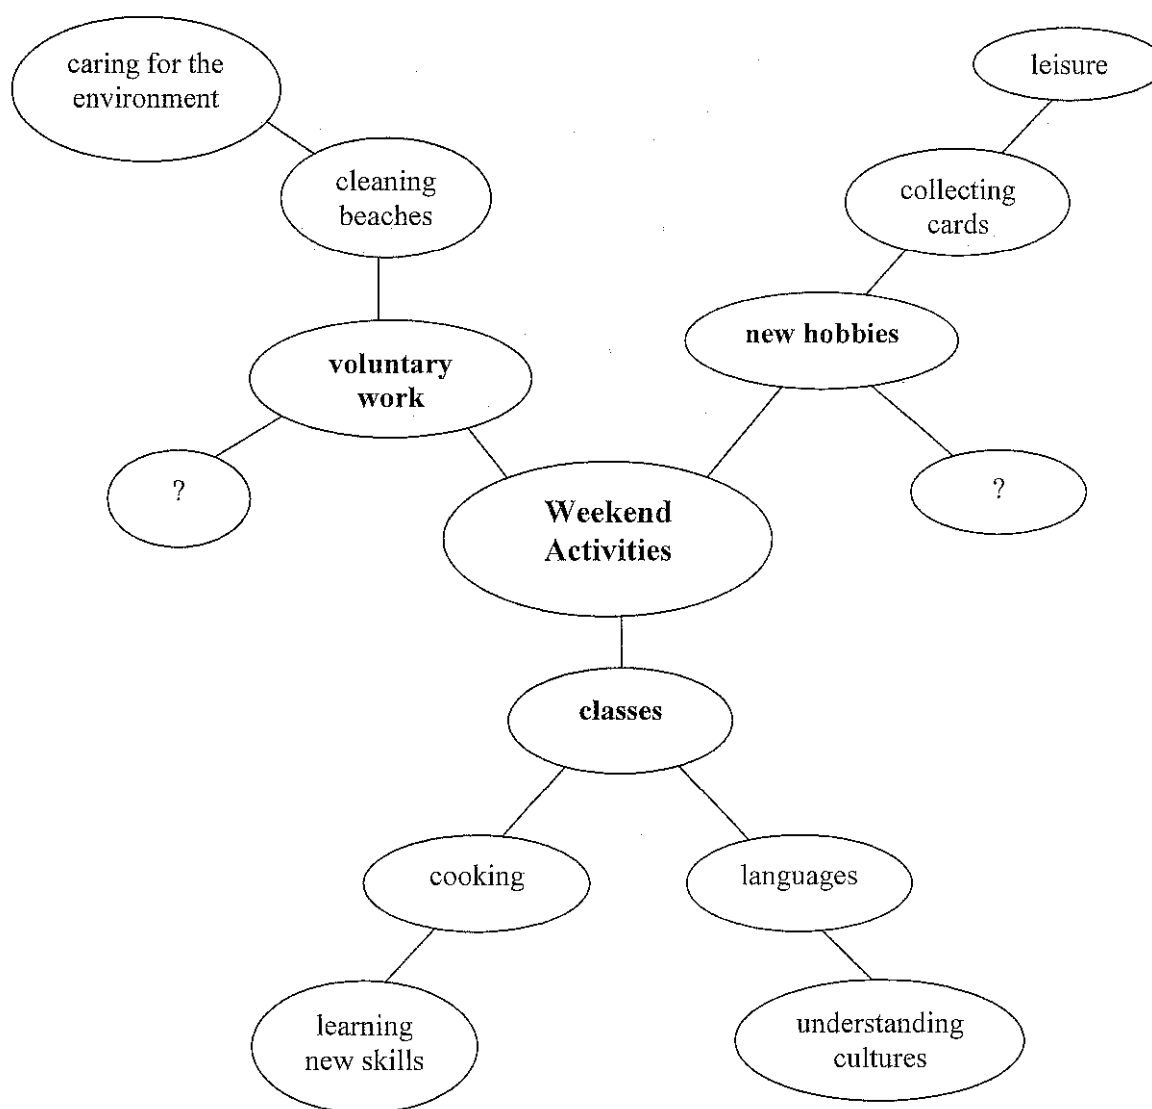 caring for the
environment
leisure
cleaning
beaches
collecting
cards
new hobbies
voluntary
work
?
?
Weekend
Activities
classes
cooking
languages
learning
new skills
understanding
cultures